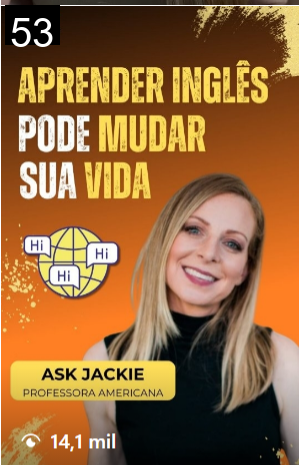 53
APRENDER INGLÊS
PODE MUDAR
SUA VIDA
Hi
Hi
Hi
ASK JACKIE
PROFESSORA AMERICANA
14,1 mil